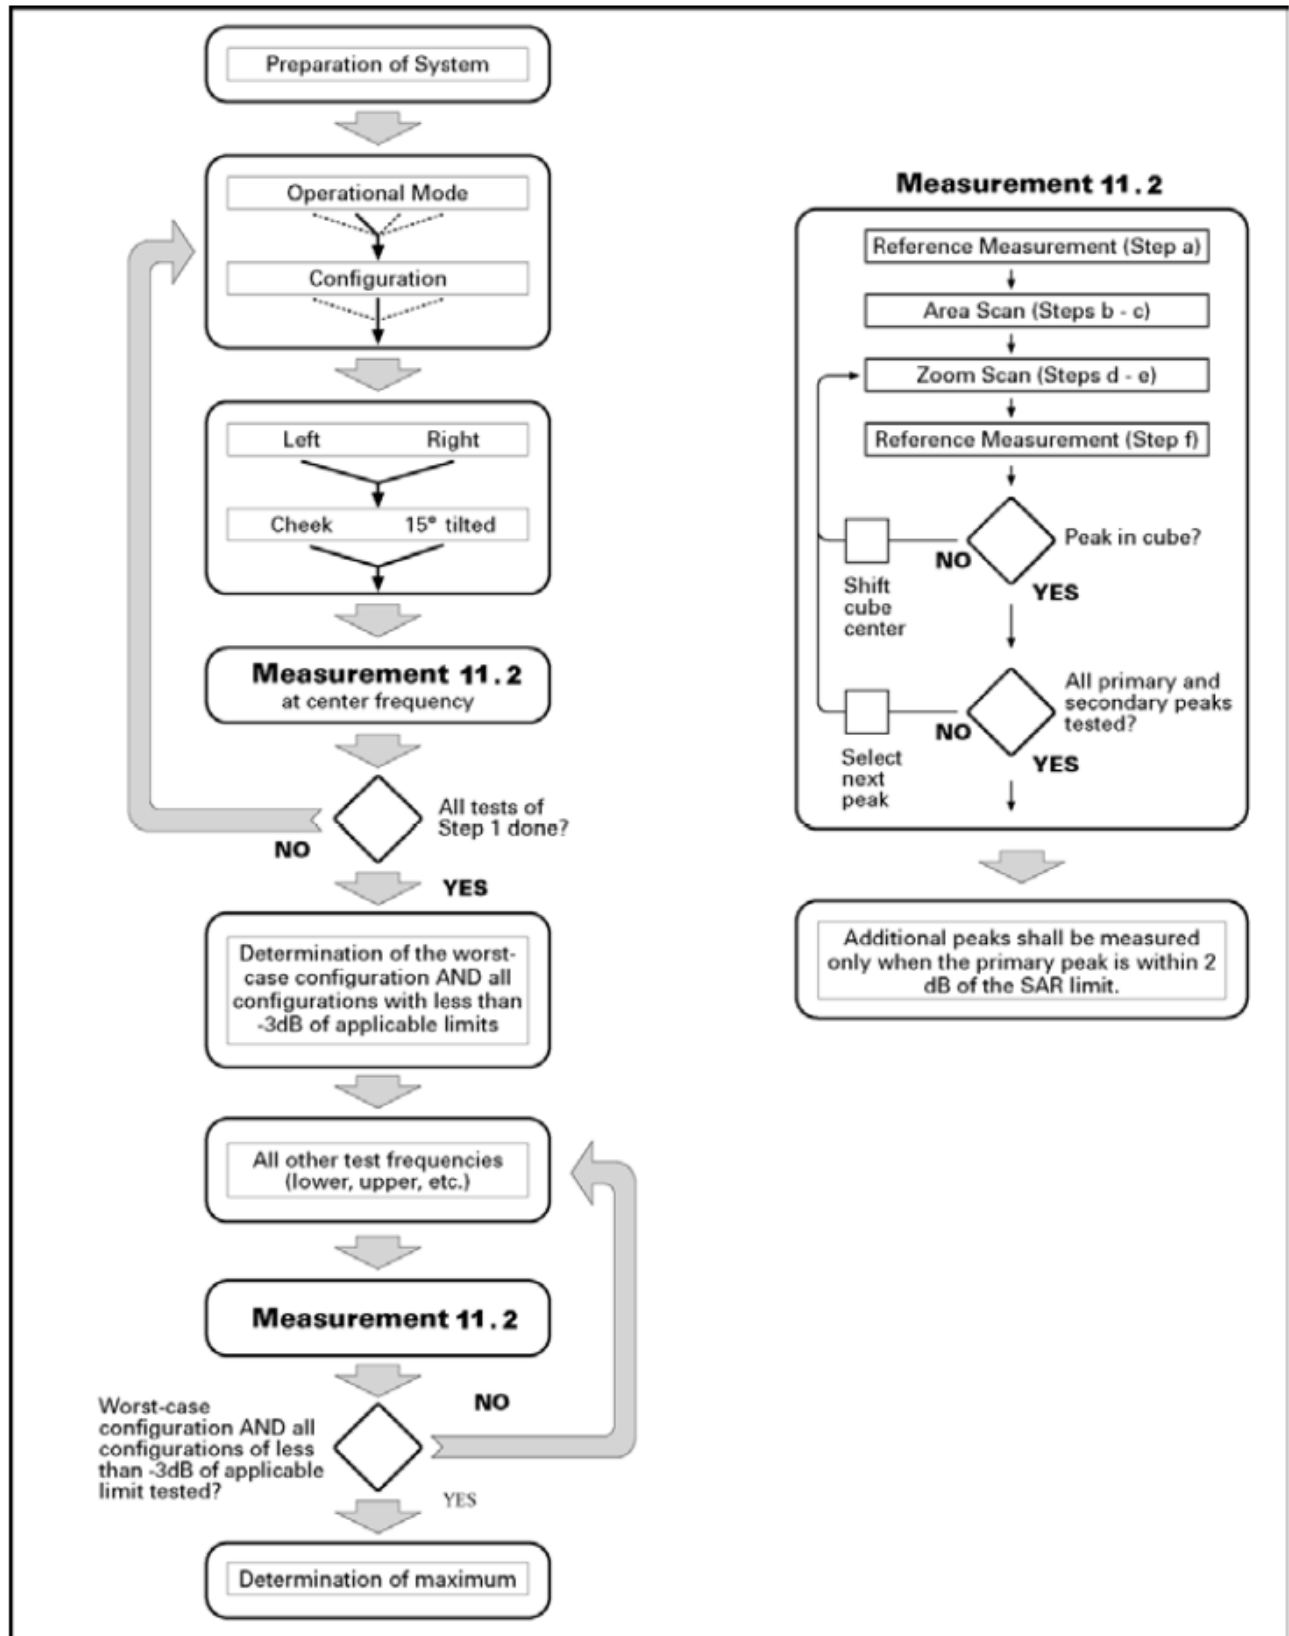 Preparation of System
Operational Mode
Configuration
Left Right
Cheek 15° tilted
Measurement 11.2
at center frequency
All tests of
Step 1 done?
NO
YES
Determination of the worst-
case configuration AND all
configurations with less than
-3dB of applicable limits
All other test frequencies
(lower, upper, etc.)
Measurement 11.2
NO
Worst-case
configuration AND all
configurations of less
than -3dB of applicable
limit tested?
YES
Determination of maximum
Measurement 11.2
Reference Measurement (Step a)
Area Scan (Steps b - c)
Zoom Scan (Steps d - e)
Reference Measurement (Step f)
Peak in cube?
NO
Shift
cube
center
YES
All primary and
secondary peaks
tested?
NO
Select
next
peak
YES
Additional peaks shall be measured
only when the primary peak is within 2
dB of the SAR limit.